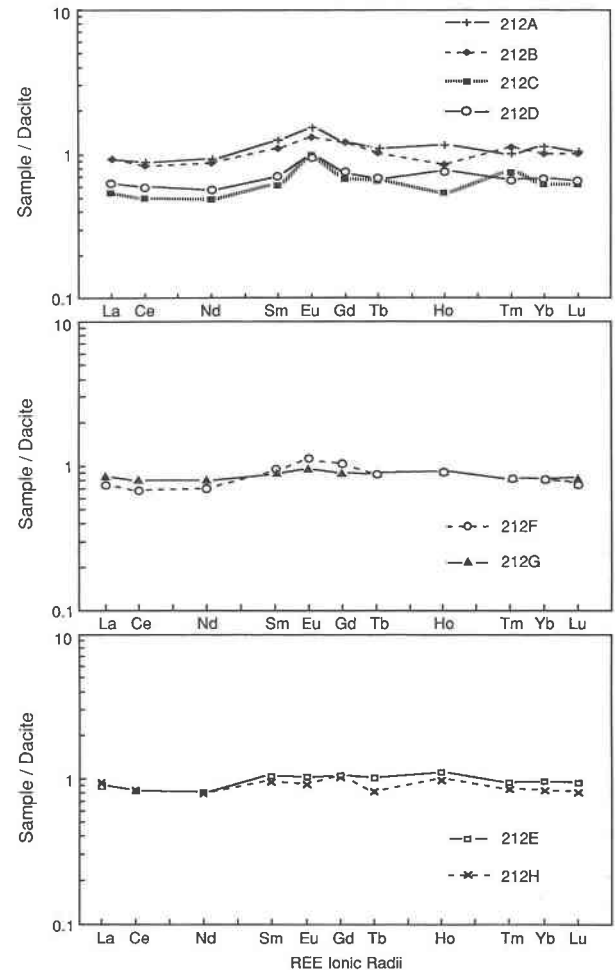 10
212A
212B
212C
212D
Sample / Dacite
1
0.1
La Ce Nd Sm Eu Gd Tb Ho Tm Yb Lu
10
Sample / Dacite
1
212F
212G
0.1
La Ce Nd Sm Eu Gd Tb Ho Tm Yb Lu
10
Sample / Dacite
1
212E
212H
0.1
La Ce Nd Sm Eu Gd Tb Ho Tm Yb Lu
REE Ionic Radii